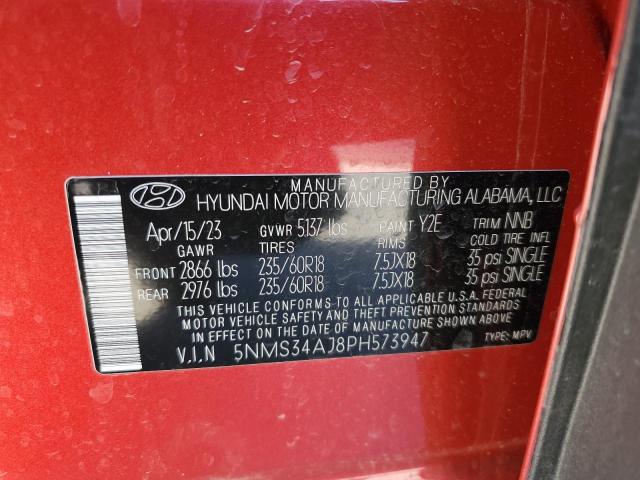 MANUFACTURED BY
HYUNDAI MOTOR MANUFACTURING ALABAMA, LLC
Apr/15/23 GVWR 5137 lbs PAINT Y2E TRIM NNB
GAWR TIRES RIMS COLD TIRE INFL
FRONT 2866 lbs 235/60R18 7.5JX18 35 psi SINGLE
REAR 2976 lbs 235/60R18 7.5JX18 35 psi SINGLE
THIS VEHICLE CONFORMS TO ALL APPLICABLE U.S.A. FEDERAL
MOTOR VEHICLE SAFETY AND THEFT PREVENTION STANDARDS IN
EFFECT ON THE DATE OF MANUFACTURE SHOWN ABOVE.
V.I.N 5NMS34AJ8PH573947 TYPE:MPV